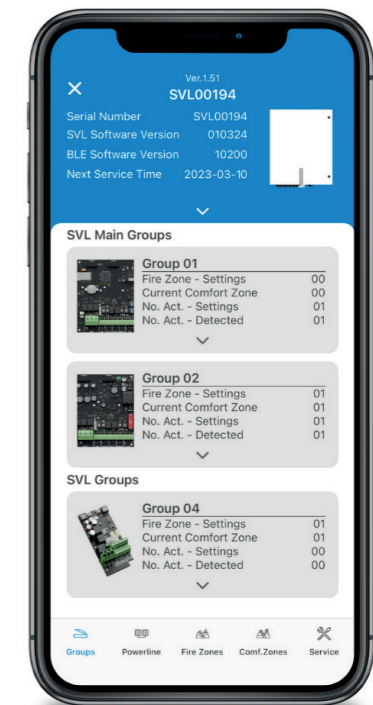 Ver.1.51
SVL00194
Serial Number SVL00194
SVL Software Version 010324
BLE Software Version 10200
Next Service Time 2023-03-10
SVL Main Groups
Group 01
Fire Zone - Settings 00
Current Comfort Zone 00
No. Act. - Settings 01
No. Act. - Detected 01
Group 02
Fire Zone - Settings 01
Current Comfort Zone 01
No. Act. - Settings 01
No. Act. - Detected 01
SVL Groups
Group 04
Fire Zone - Settings 01
Current Comfort Zone 01
No. Act. - Settings 00
No. Act. - Detected 00
Groups Powerline Fire Zones Comf.Zones Service